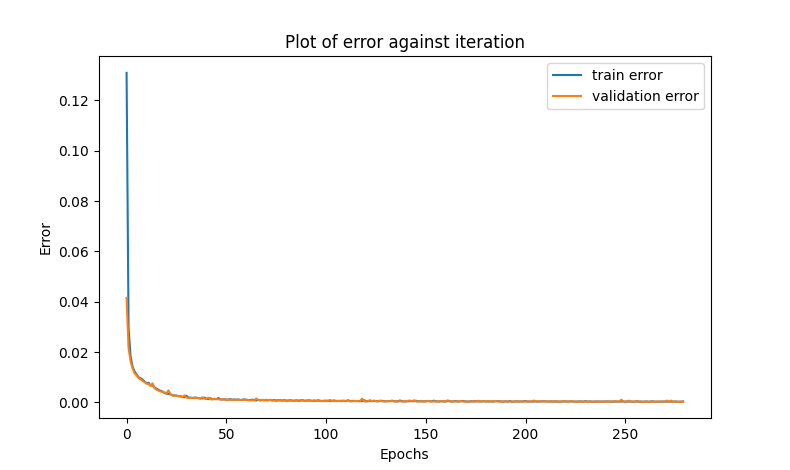 Plot of error against iteration
train error
validation error
0.12
0.10
0.08
0.06
0.04
0.02
0.00
Error
0 50 100 150 200 250
Epochs